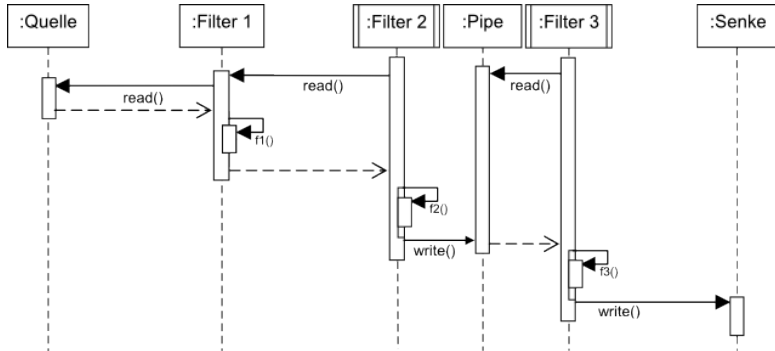 :Quelle
:Filter 1
:Filter 2
:Pipe
:Filter 3
:Senke
read()
read()
read()
f1()
f2()
write()
f3()
write()